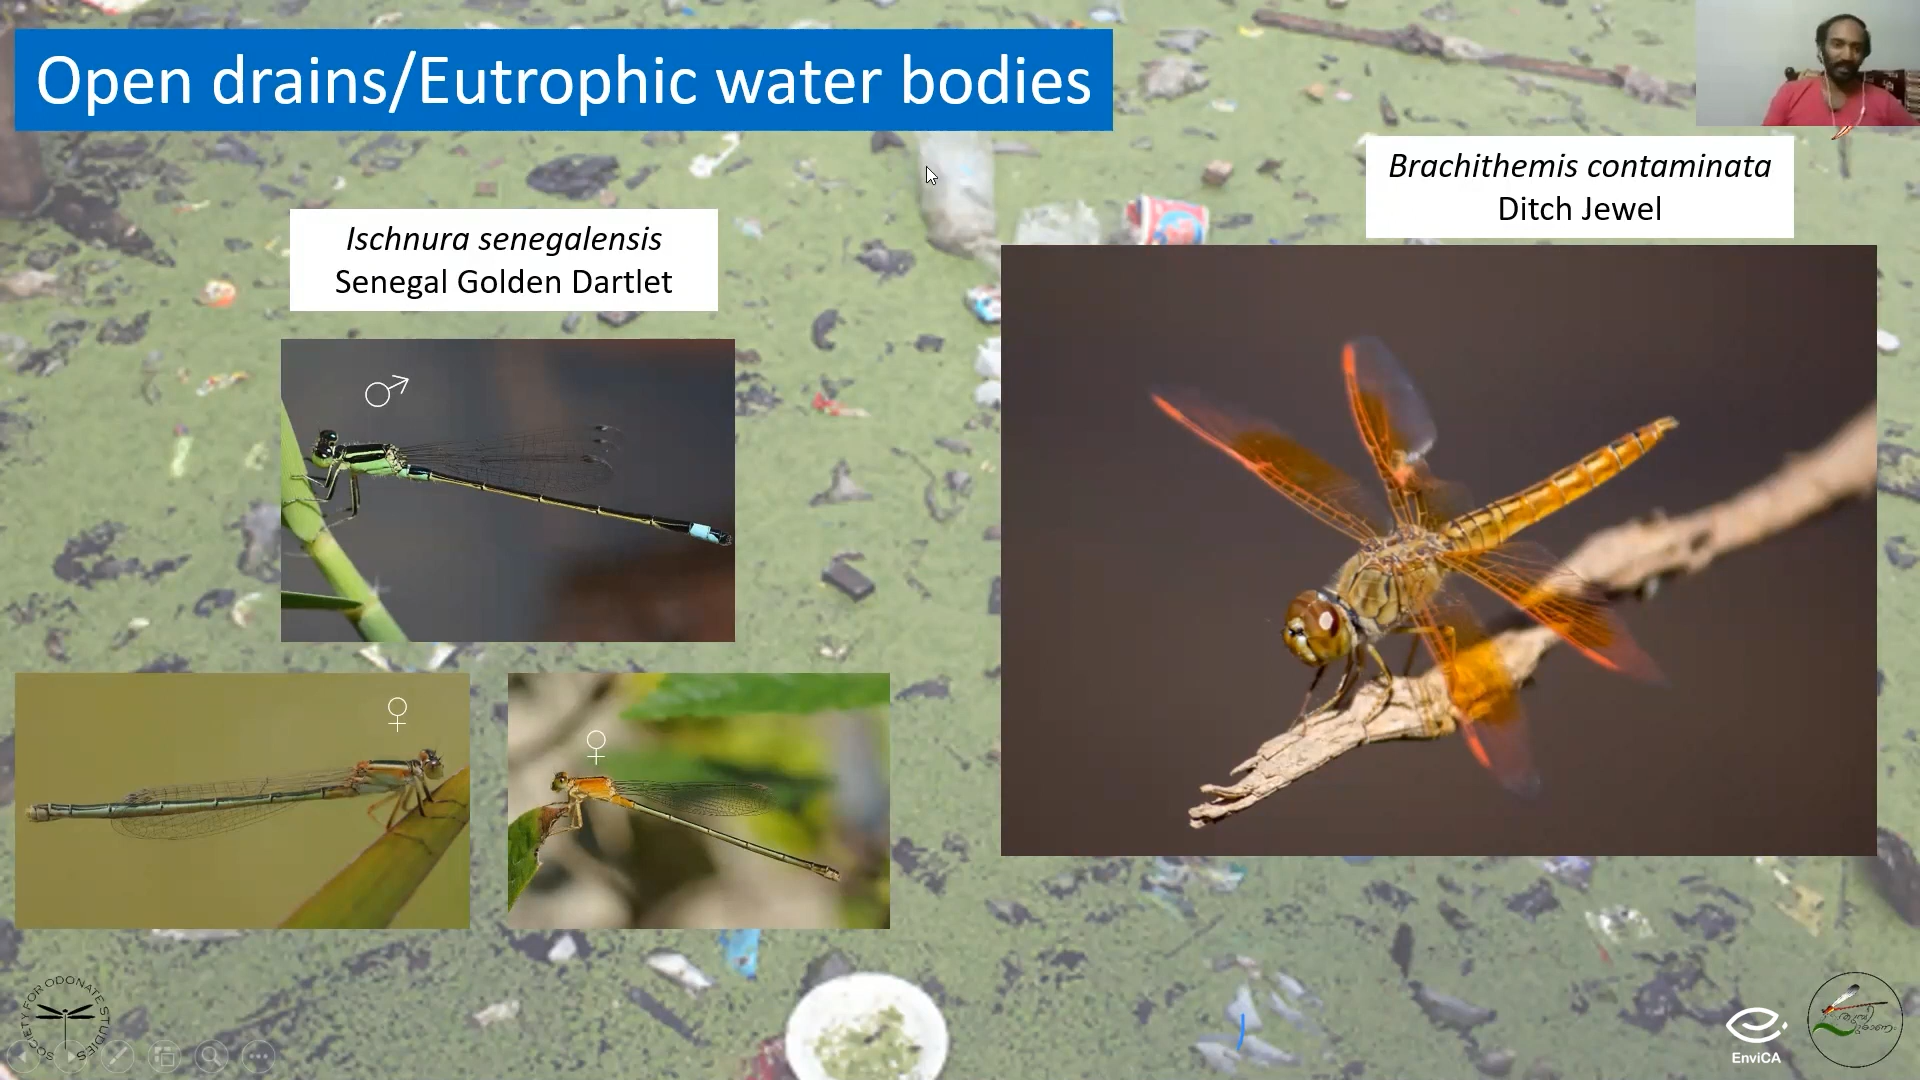 Open drains/Eutrophic water bodies
Brachithemis contaminata
Ditch Jewel
Ischnura senegalensis
Senegal Golden Dartlet
♂
♀
♀
SOCIETY FOR ODONATE STUDIES
EnviCA